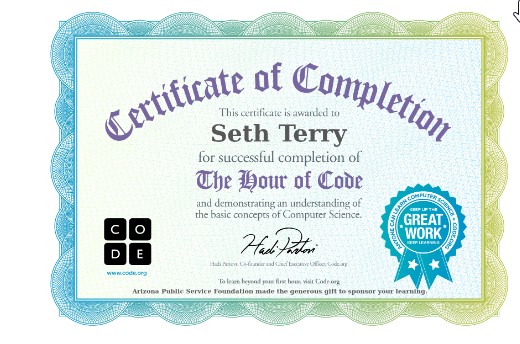 Certificate of Completion
This certificate is awarded to
Seth Terry
for successful completion of
The Hour of Code
and demonstrating an understanding of
the basic concepts of Computer Science.
C O
D E
www.code.org
Hadi Partovi
Hadi Partovi, Co-founder and Chief Executive Officer, Code.org
ANYONE CAN LEARN COMPUTER SCIENCE
KEEP UP THE
GREAT
WORK
KEEP LEARNING
To learn beyond your first hour, visit Code.org
Arizona Public Service Foundation made the generous gift to sponsor your learning.